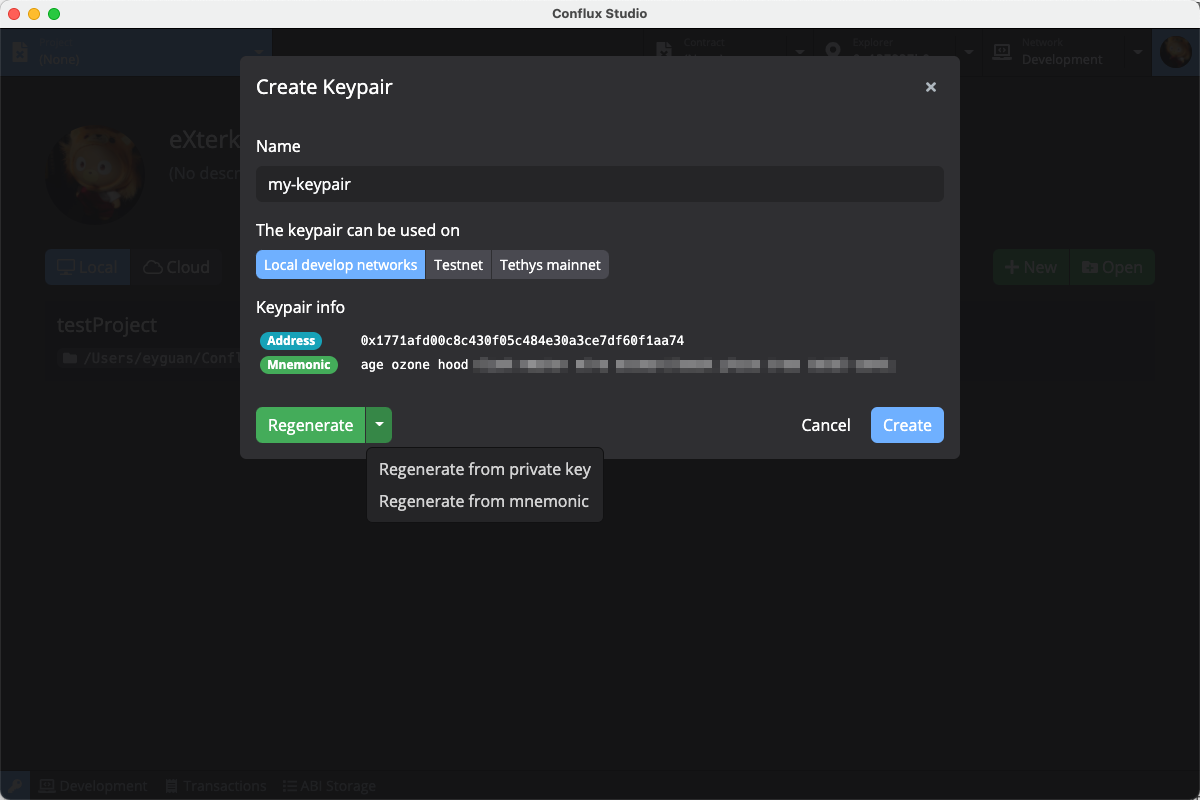 Conflux Studio
Project
(None)
Contract
Explorer
Network
Development
eXterk
(No descr
Local
Cloud
New
Open
testProject
/Users/eyguan/Confl
Create Keypair
×
Name
my-keypair
The keypair can be used on
Local develop networks
Testnet
Tethys mainnet
Keypair info
Address
0x1771afd00c8c430f05c484e30a3ce7df60f1aa74
Mnemonic
age ozone hood
Regenerate
Cancel
Create
Regenerate from private key
Regenerate from mnemonic
Development
Transactions
ABI Storage